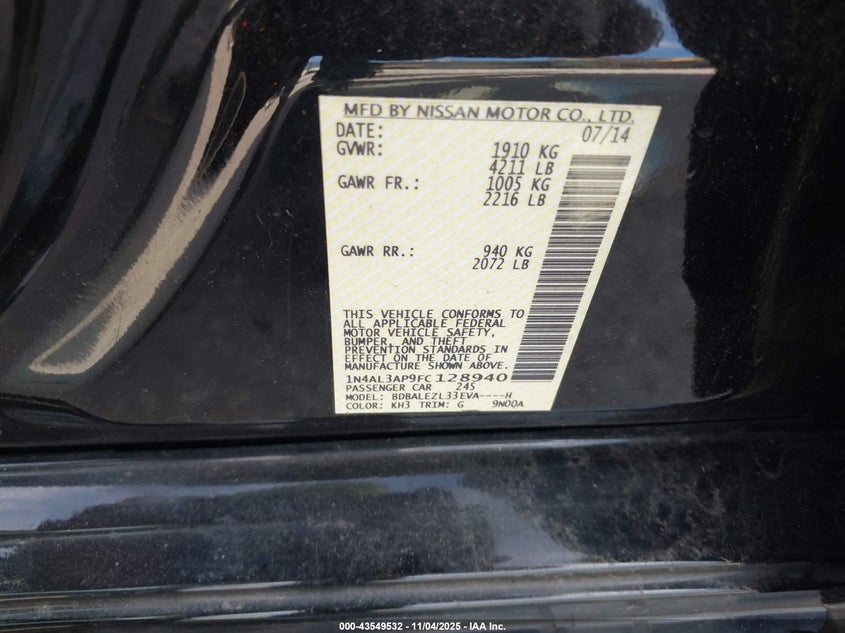 MFD BY NISSAN MOTOR CO., LTD.
DATE: 07/14
GVWR: 1910 KG
4211 LB
GAWR FR.: 1005 KG
2216 LB
GAWR RR.: 940 KG
2072 LB
THIS VEHICLE CONFORMS TO
ALL APPLICABLE FEDERAL
MOTOR VEHICLE SAFETY,
BUMPER, AND THEFT
PREVENTION STANDARDS IN
EFFECT ON THE DATE OF
MANUFACTURE SHOWN ABOVE.
1N4AL3AP9FC128940
PASSENGER CAR 245
MODEL: BDBALEZL33EVA----H
COLOR: KH3 TRIM: G 9N00A
000-43549532 - 11/04/2025 - IAA Inc.